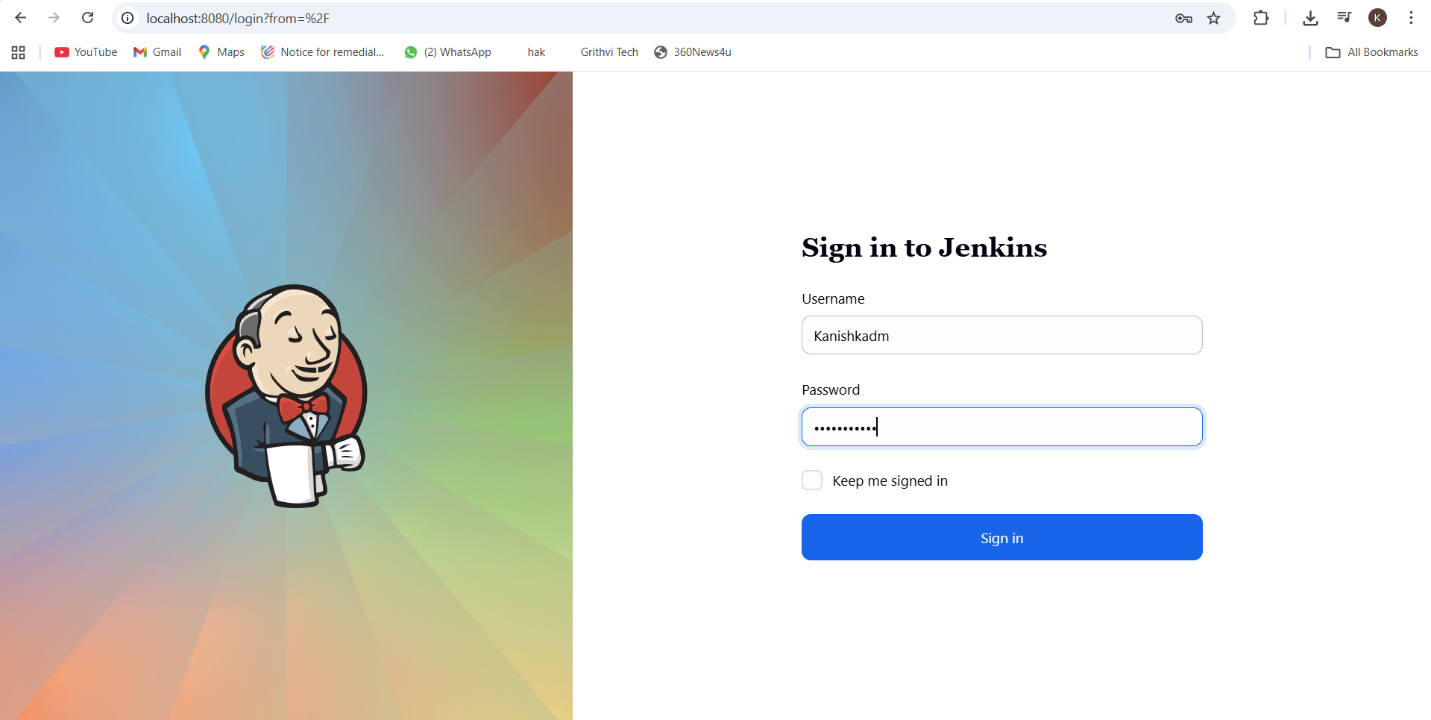 localhost:8080/login?from=%2F
K
YouTube Gmail Maps Notice for remedial... (2) WhatsApp hak Grithvi Tech 360News4u All Bookmarks
Sign in to Jenkins
Username
Kanishkadm
Password
•••••••••••
Keep me signed in
Sign in